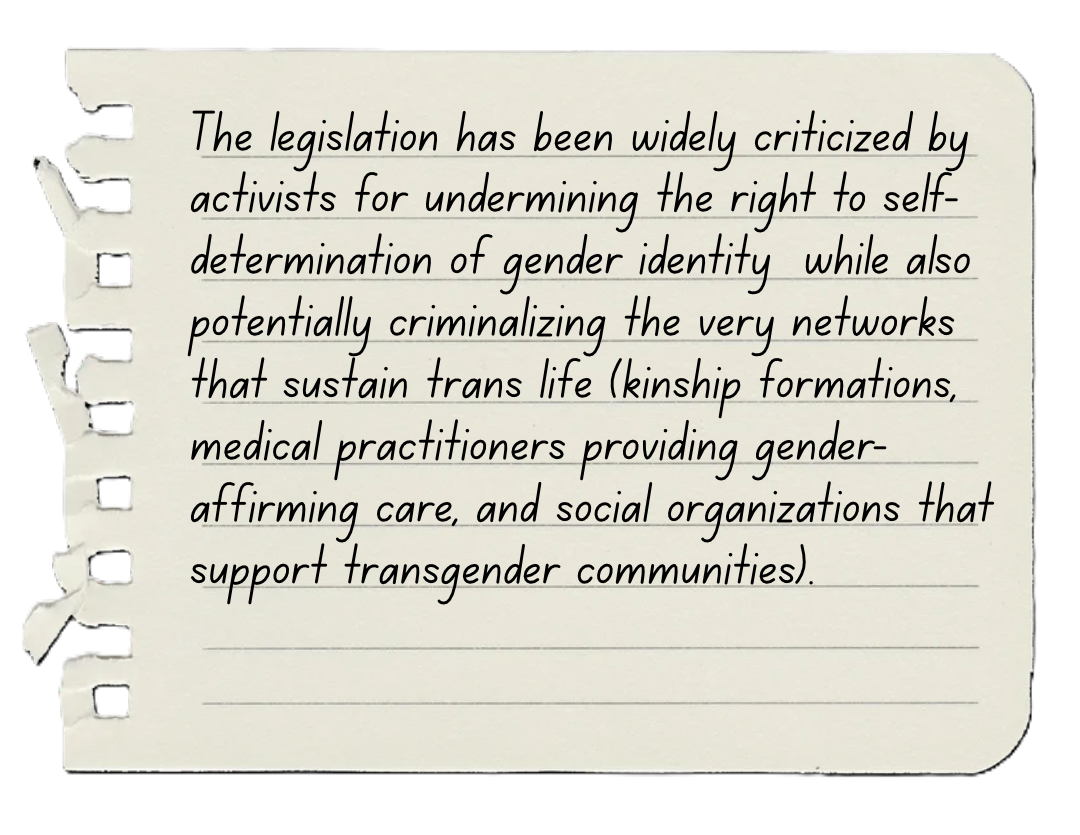 The legislation has been widely criticized by
activists for undermining the right to self-
determination of gender identity  while also
potentially criminalizing the very networks
that sustain trans life (kinship formations,
medical practitioners providing gender-
affirming care, and social organizations that
support transgender communities).